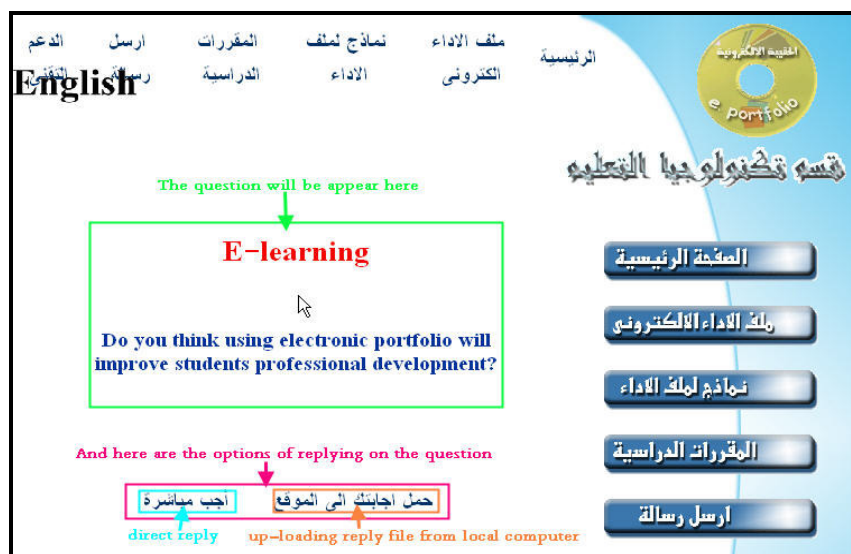 ملف الاداء نماذج لملف المقررات ارسل الدعم
الرئيسية
الكترونى الاداء الدراسية رسالة التقنى
English
الحقيبة الالكترونية
e portfolio
قسم تكنولوجيا التعليم
The question will be appear here
E-learning
Do you think using electronic portfolio will
improve students professional development?
And here are the options of replying on the question
حمل اجابتك الى الموقع
أجب مباشرة
direct reply
up-loading reply file from local computer
الصفحة الرئيسية
ملف الاداء الالكترونى
نماذج لملف الاداء
المقررات الدراسية
ارسل رسالة